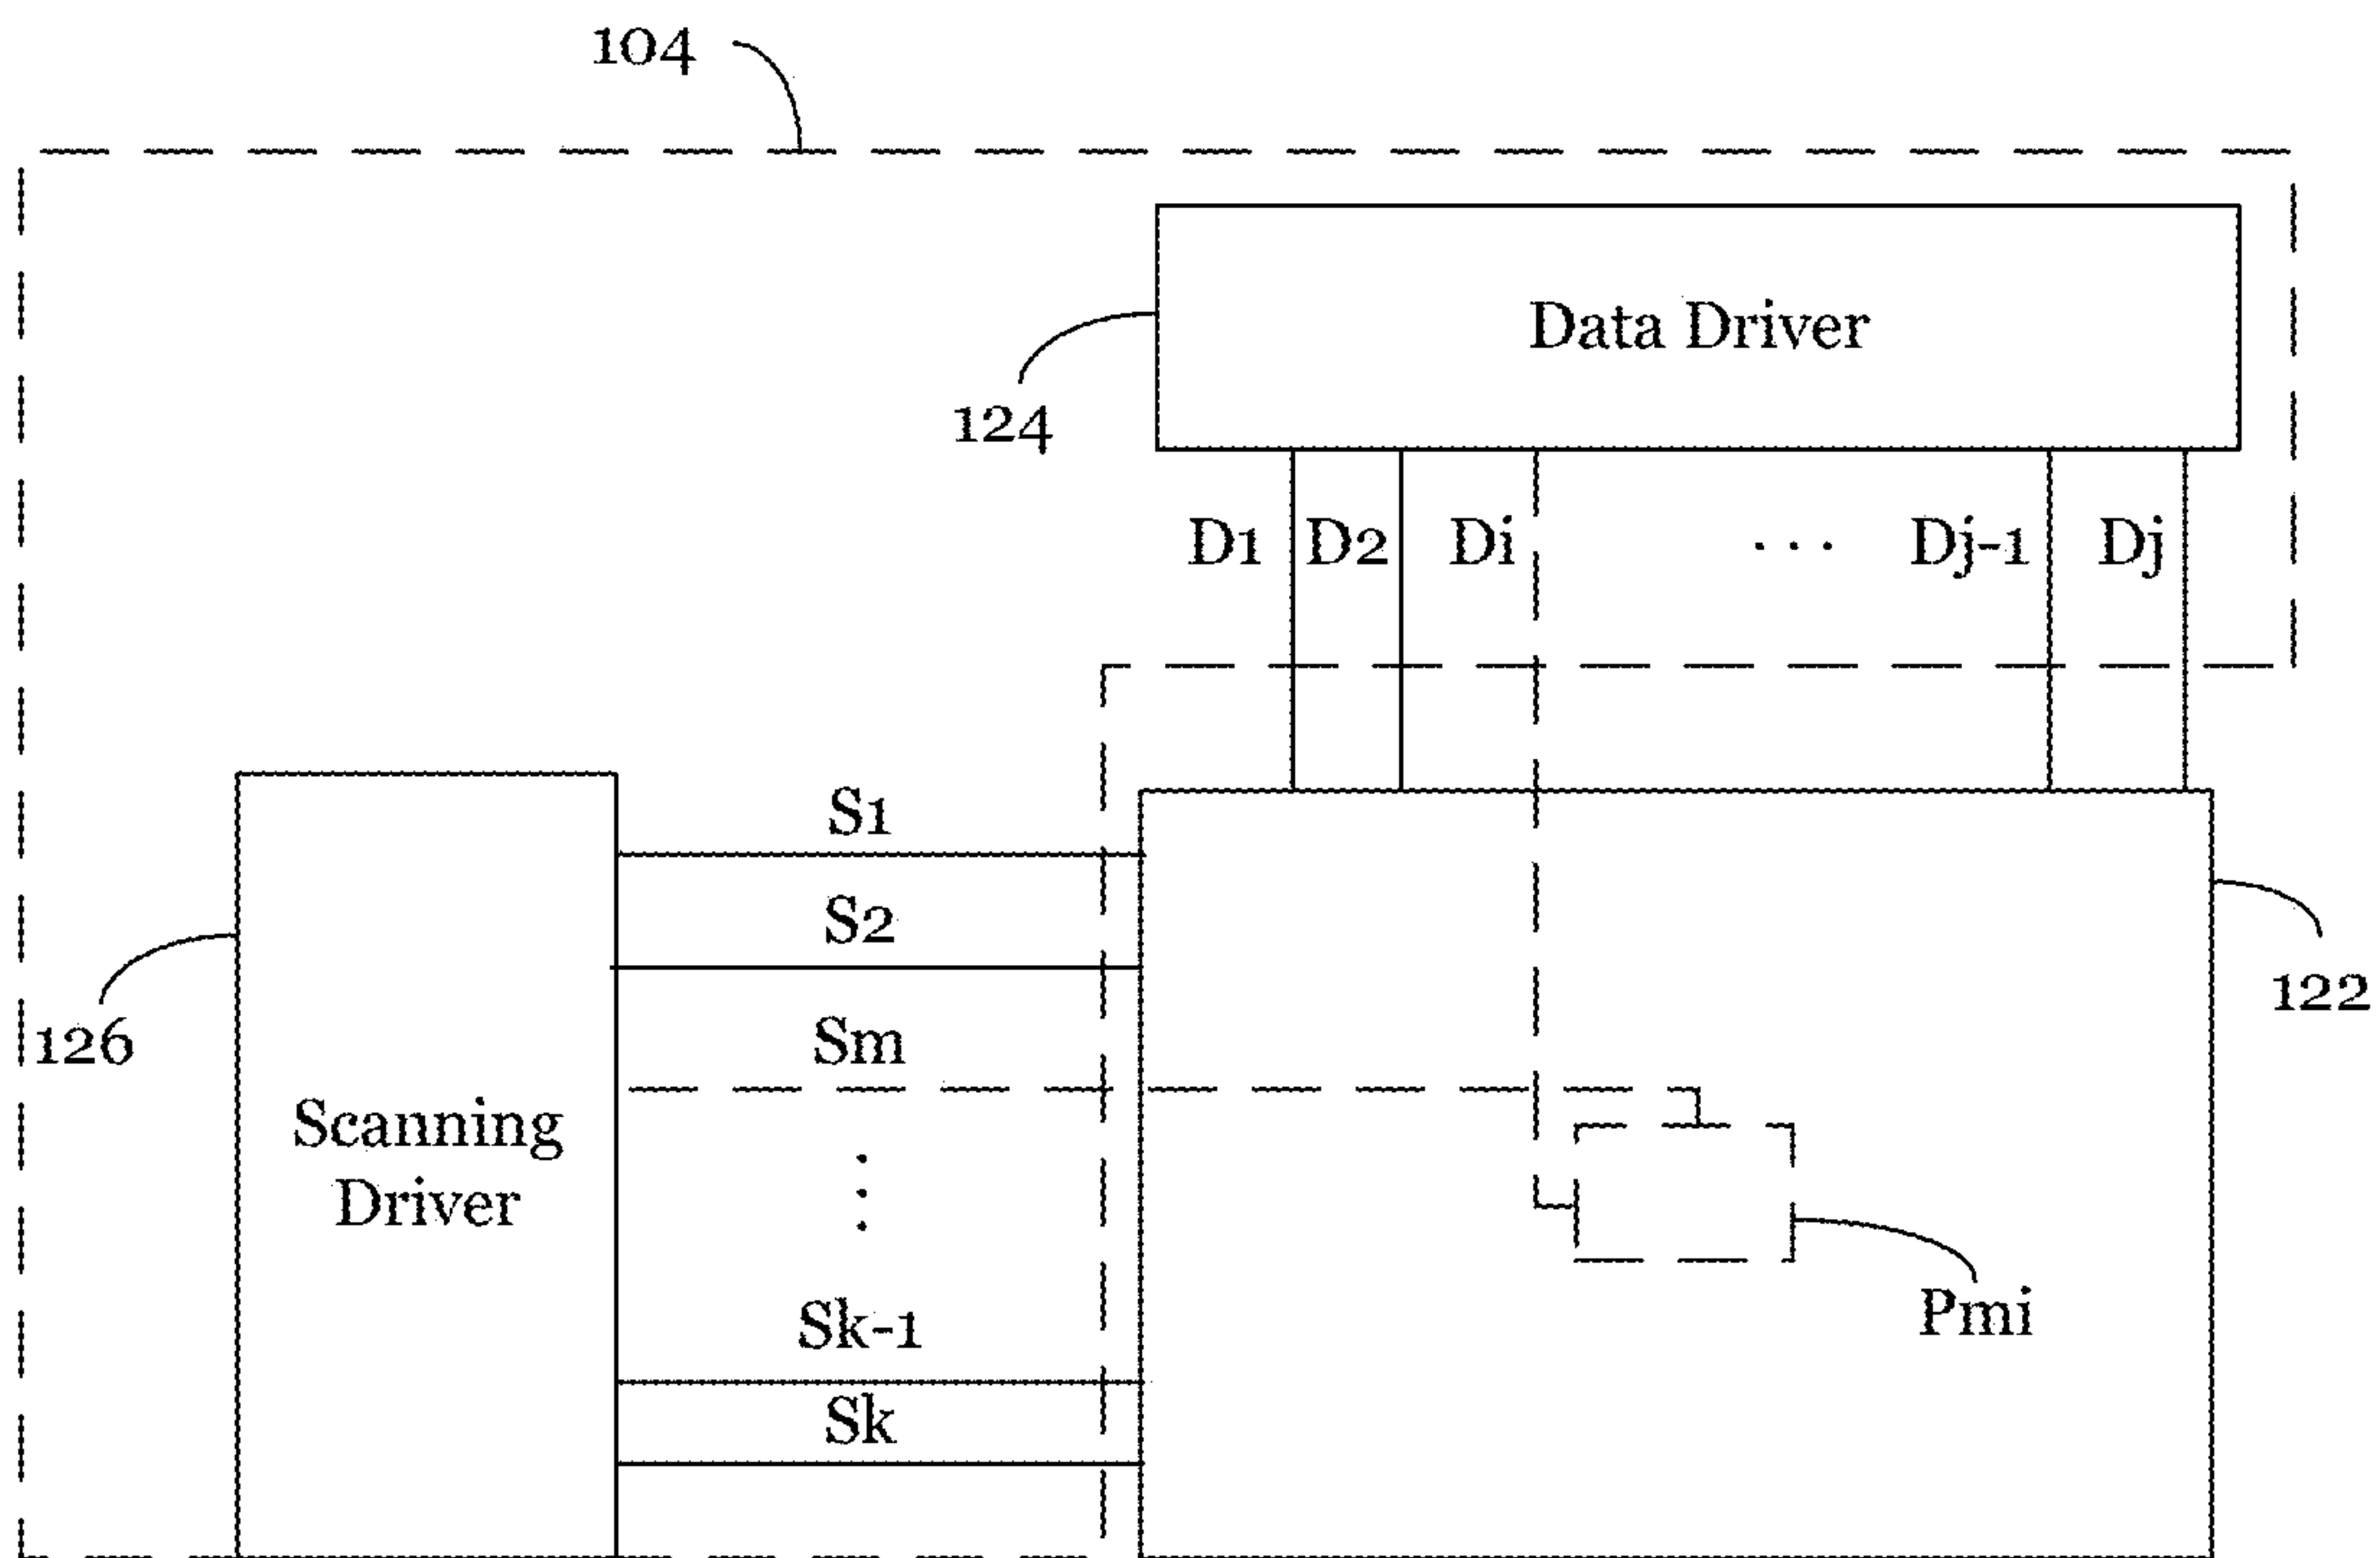 104
Data Driver
124
D1 D2 Di ... Dj-1 Dj
S1
S2
122
126
Sm
Scanning
Driver
Pmi
Sk-1
Sk